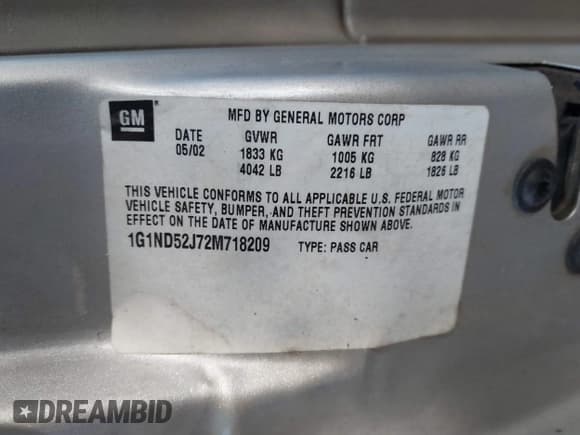 GM ®
MFD BY GENERAL MOTORS CORP
DATE GVWR GAWR FRT GAWR RR
05/02 1833 KG 1005 KG 828 KG
4042 LB 2216 LB 1826 LB
THIS VEHICLE CONFORMS TO ALL APPLICABLE U.S. FEDERAL MOTOR
VEHICLE SAFETY, BUMPER, AND THEFT PREVENTION STANDARDS IN
EFFECT ON THE DATE OF MANUFACTURE SHOWN ABOVE.
1G1ND52J72M718209 TYPE: PASS CAR
DREAMBID